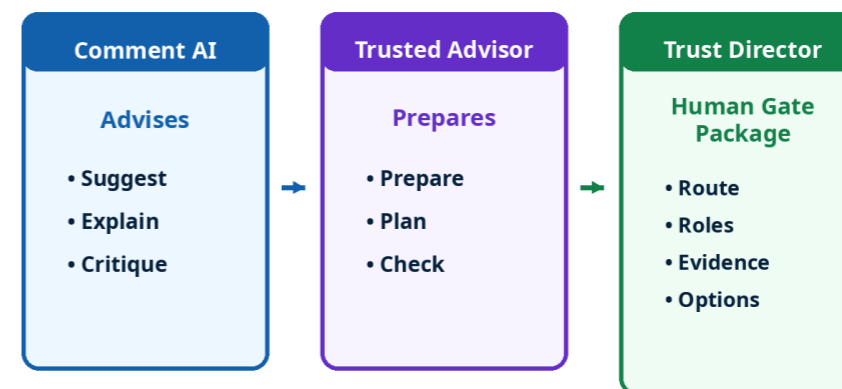 Comment AI
Advises
• Suggest
• Explain
• Critique
Trusted Advisor
Prepares
• Prepare
• Plan
• Check
Trust Director
Human Gate
Package
• Route
• Roles
• Evidence
• Options